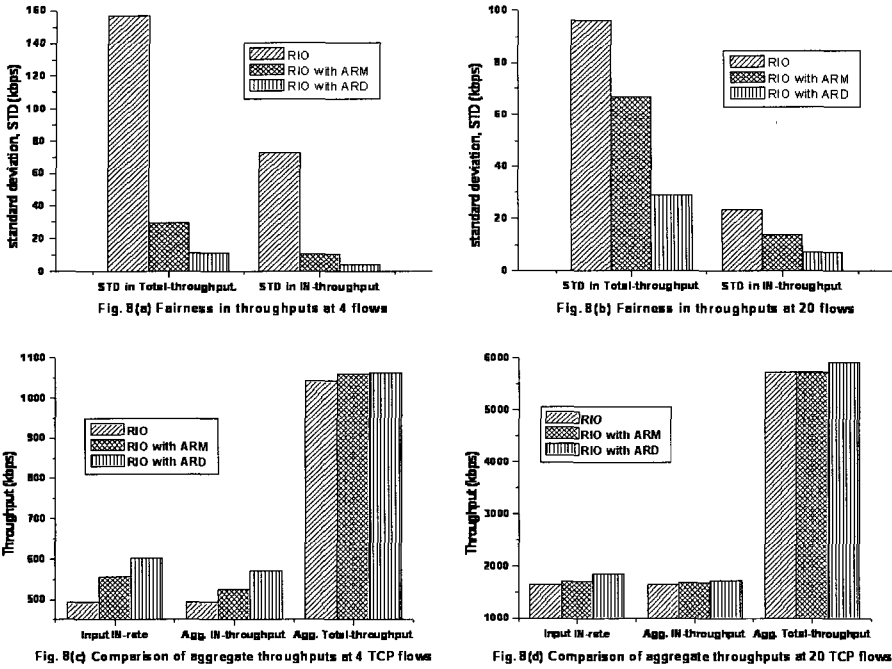 160
140
120
100
80
60
40
20
0
standard deviation, STD (kbps)
RIO
RIO with ARM
RIO with ARD
STD in Total-throughput.
STD in IN-throughput
Fig. 8(a) Fairness in throughputs at 4 flows
100
80
60
40
20
0
standard deviation, STD (kbps)
RIO
RIO with ARM
RIO with ARD
STD in Total-throughput
STD in IN-throughput
Fig. 8(b) Fairness in throughputs at 20 flows
1100
1000
900
800
700
600
500
Throughput (kbps)
RIO
RIO with ARM
RIO with ARD
Input IN-rate
Agg. IN-throughput
Agg. Total-throughput
Fig. 8(c) Comparison of aggregate throughputs at 4 TCP flows
6000
5000
4000
3000
2000
1000
Throughput (kbps)
RIO
RIO with ARM
RIO with ARD
Input IN-rate
Agg. IN-throughput
Agg. Total-throughput
Fig. 8(d) Comparison of aggregate throughputs at 20 TCP flows